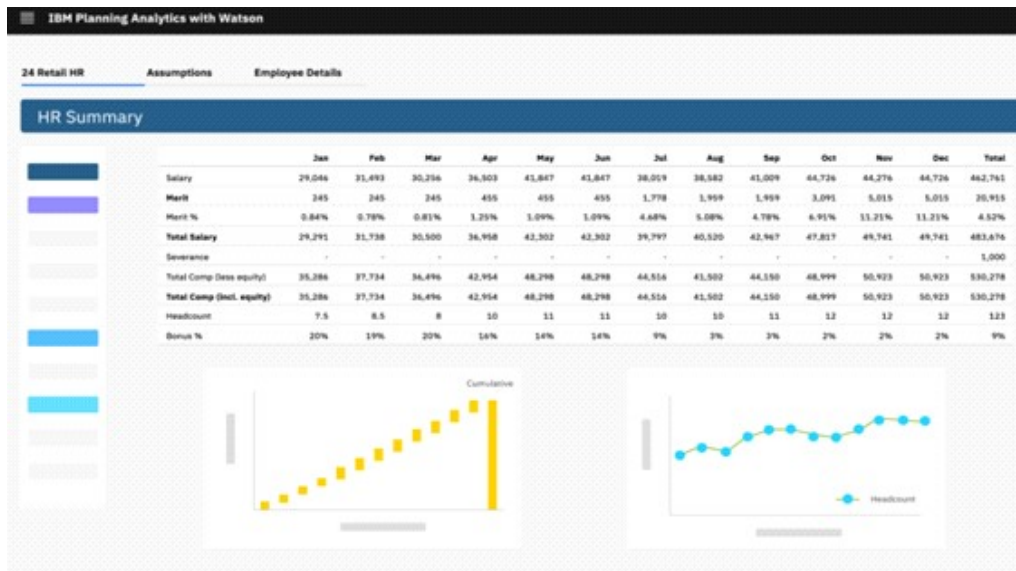 IBM Planning Analytics with Watson
24 Retail HR Assumptions Employee Details
HR Summary
Jan Feb Mar Apr May Jun Jul Aug Sep Oct Nov Dec Total
Salary 29,046 31,493 30,256 36,503 41,847 41,847 38,019 38,582 41,009 44,726 44,276 44,726 462,761
Merit 245 245 245 455 455 455 1,778 1,959 1,959 3,091 5,015 5,015 20,915
Merit % 0.84% 0.78% 0.81% 1.25% 1.09% 1.09% 4.68% 5.08% 4.78% 6.91% 11.21% 11.21% 4.52%
Total Salary 29,291 31,738 30,500 36,958 42,302 42,302 39,797 40,520 42,967 47,817 49,741 49,741 483,676
Severance - - - - - - - - - - - - 1,000
Total Comp (less equity) 35,286 37,734 36,496 42,954 48,298 48,298 44,516 41,502 44,150 48,999 50,923 50,923 530,278
Total Comp (incl. equity) 35,286 37,734 36,496 42,954 48,298 48,298 44,516 41,502 44,150 48,999 50,923 50,923 530,278
Headcount 7.5 8.5 8 10 11 11 10 10 11 12 12 12 123
Bonus % 20% 19% 20% 16% 14% 14% 9% 3% 3% 2% 2% 2% 9%
Cumulative
Headcount